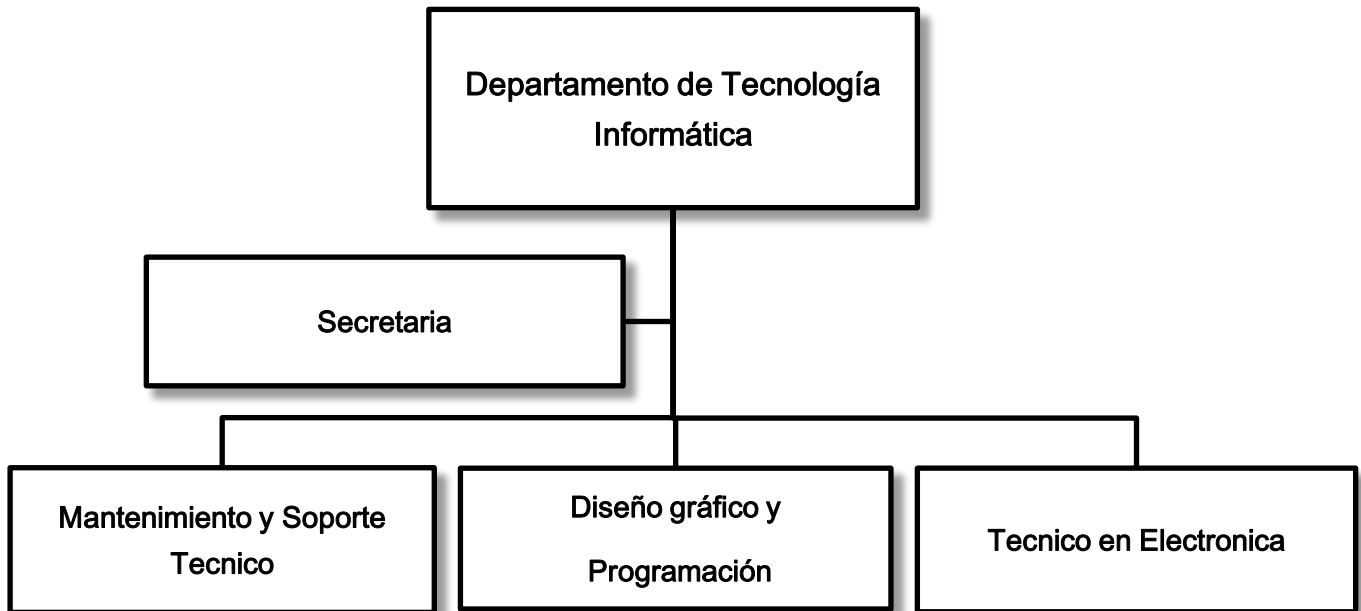 Departamento de Tecnología
Informática
Secretaria
Mantenimiento y Soporte
Tecnico
Diseño gráfico y
Programación
Tecnico en Electronica